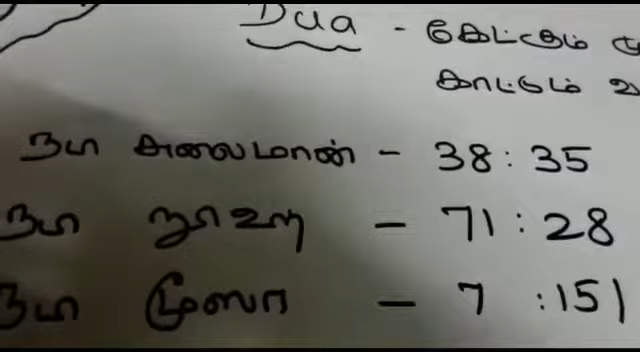 Dua - கேட்கும்
காட்டும்
நபி சுலைமான் - 38:35
நபி நூஹு - 71:28
நபி மூஸா - 7:151